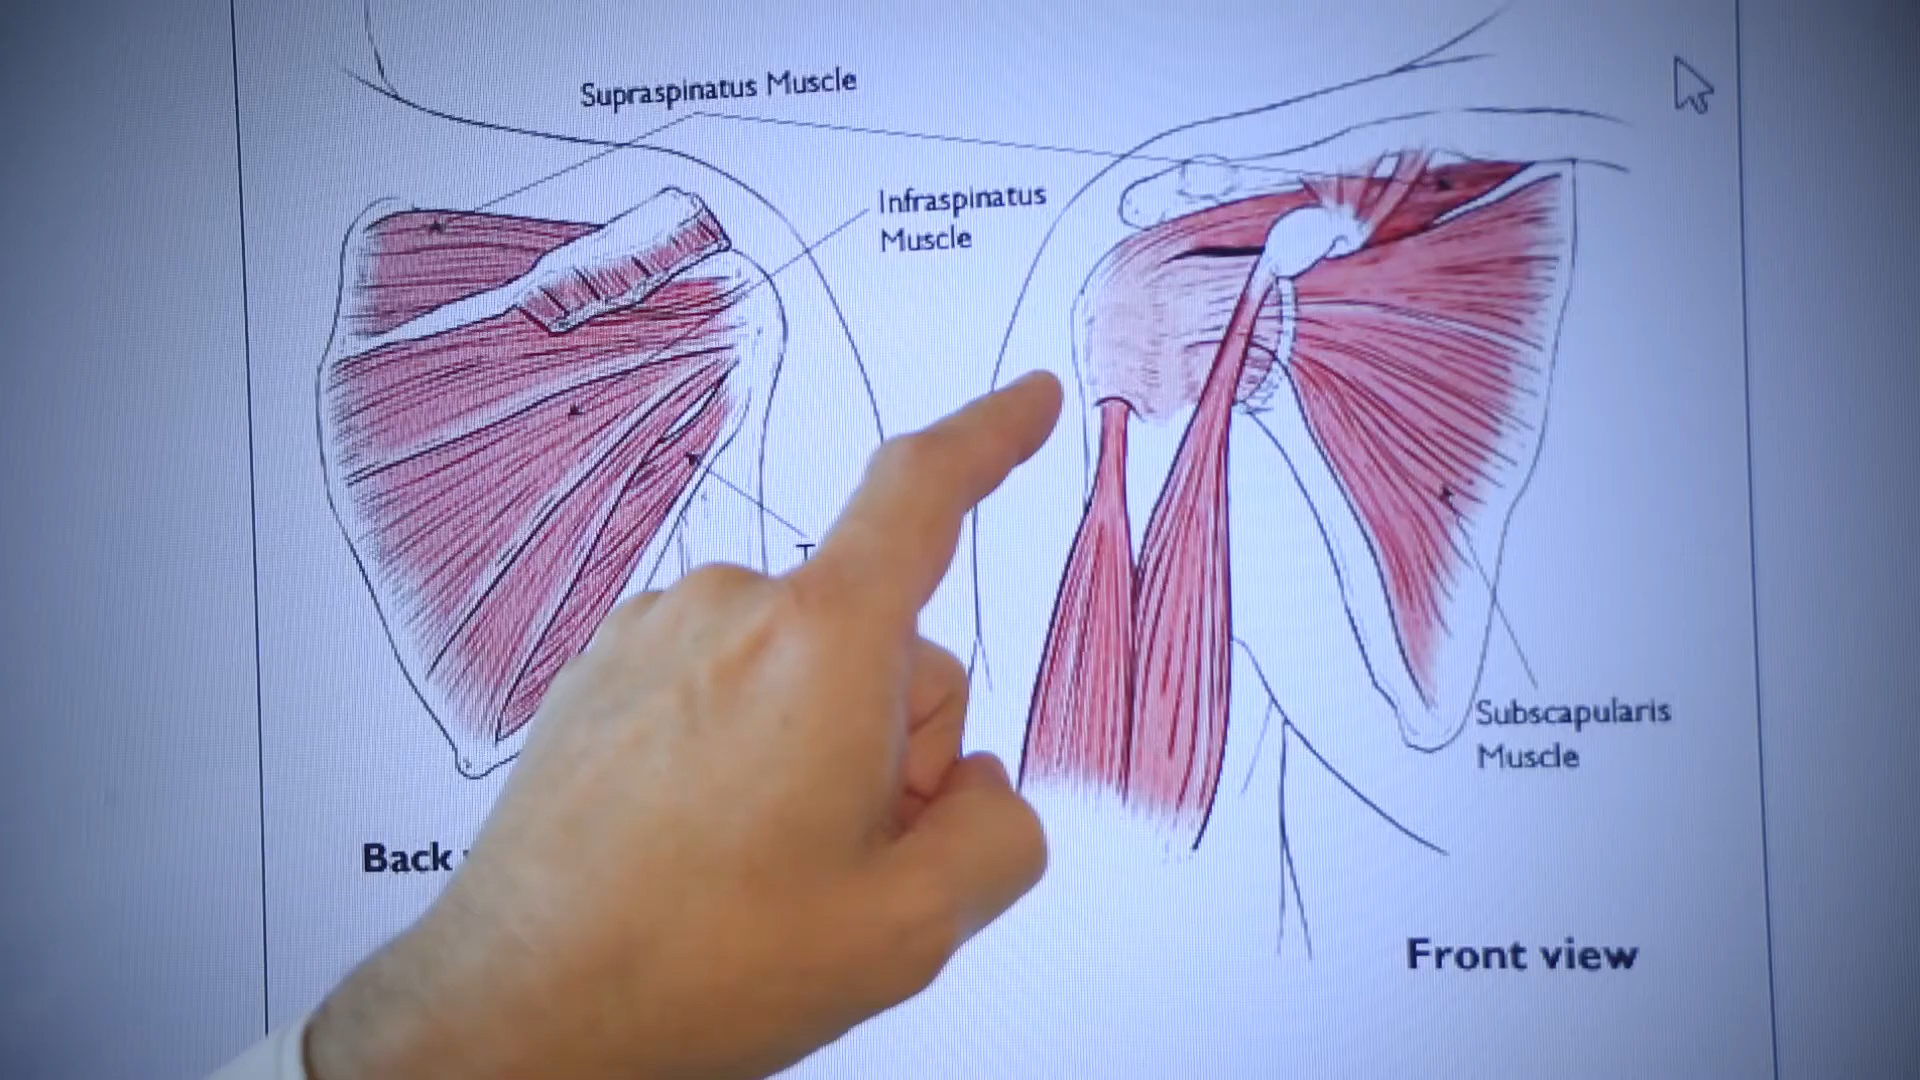 Supraspinatus Muscle
Infraspinatus
Muscle
T
Subscapularis
Muscle
Back
Front view